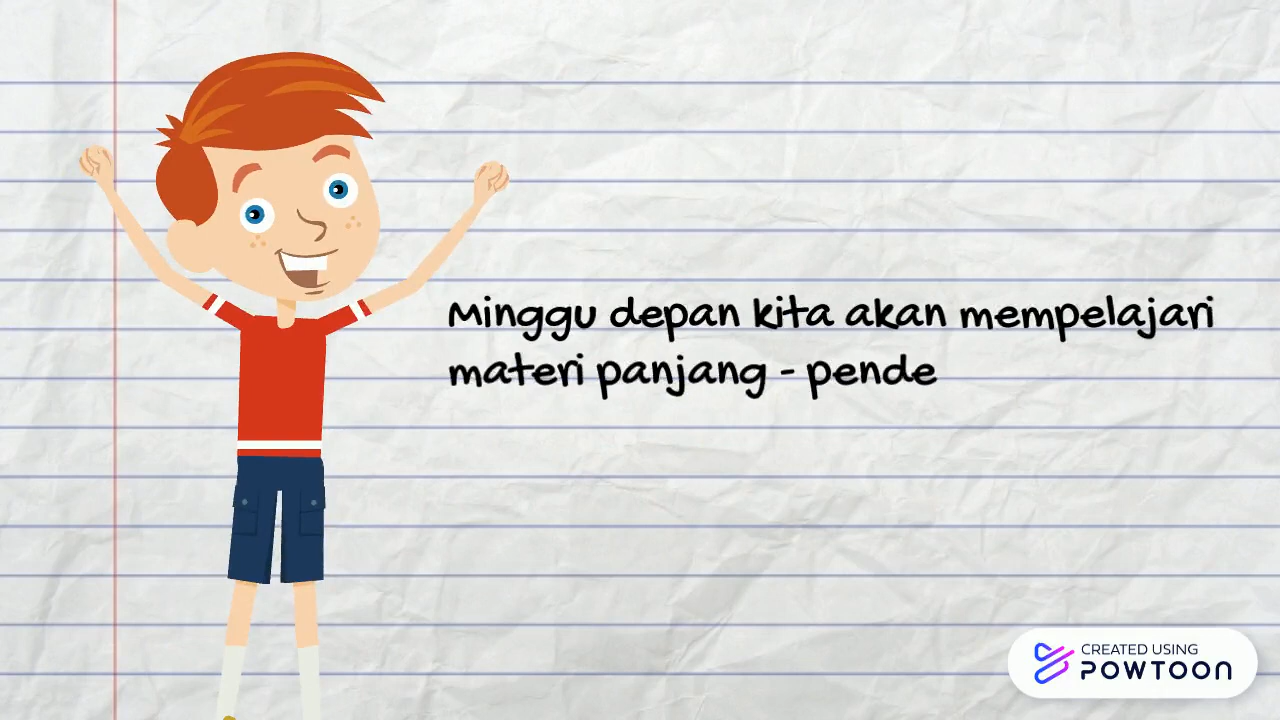 Minggu depan kita akan mempelajari
materi panjang - pende
CREATED USING
POWTOON